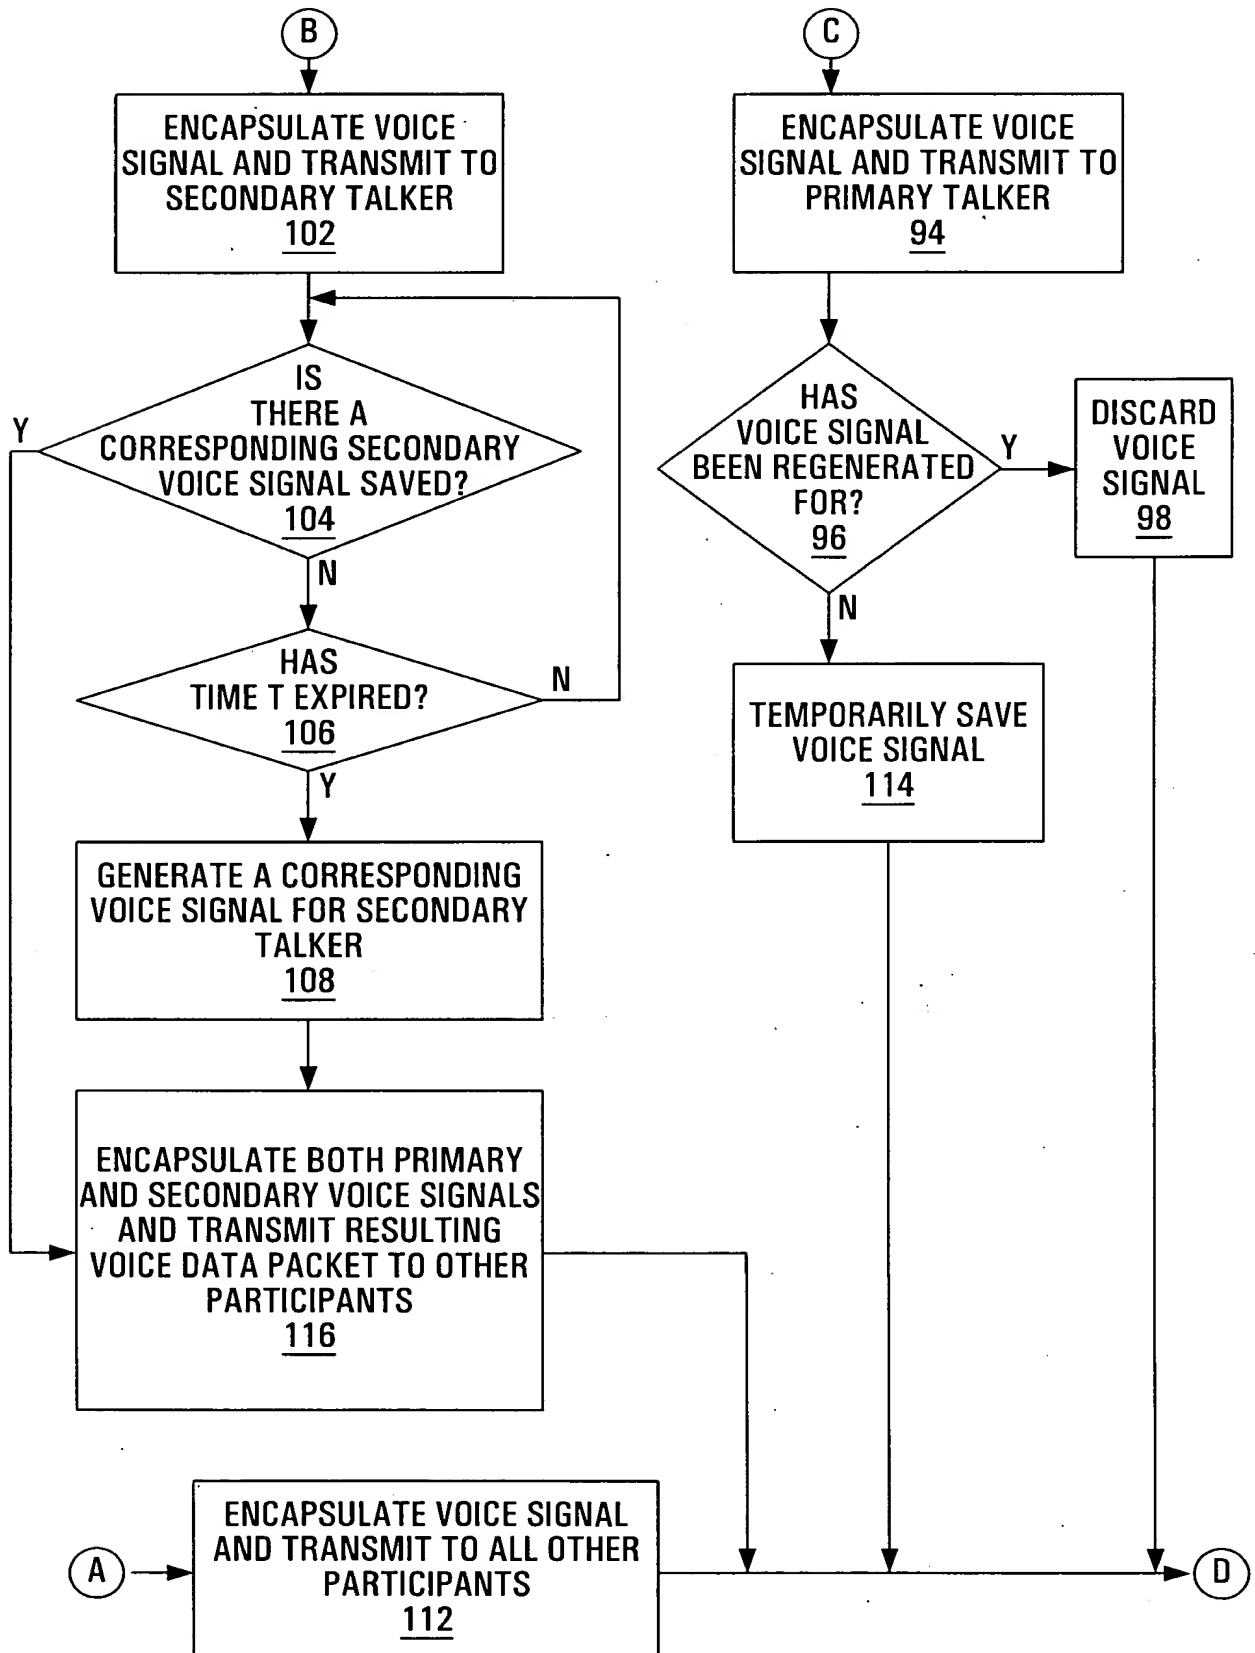 B
ENCAPSULATE VOICE
SIGNAL AND TRANSMIT TO
SECONDARY TALKER
102
IS
THERE A
CORRESPONDING SECONDARY
VOICE SIGNAL SAVED?
104
Y
N
HAS
TIME T EXPIRED?
106
N
Y
GENERATE A CORRESPONDING
VOICE SIGNAL FOR SECONDARY
TALKER
108
ENCAPSULATE BOTH PRIMARY
AND SECONDARY VOICE SIGNALS
AND TRANSMIT RESULTING
VOICE DATA PACKET TO OTHER
PARTICIPANTS
116
C
ENCAPSULATE VOICE
SIGNAL AND TRANSMIT TO
PRIMARY TALKER
94
HAS
VOICE SIGNAL
BEEN REGENERATED
FOR?
96
Y
DISCARD
VOICE
SIGNAL
98
N
TEMPORARILY SAVE
VOICE SIGNAL
114
A
ENCAPSULATE VOICE SIGNAL
AND TRANSMIT TO ALL OTHER
PARTICIPANTS
112
D